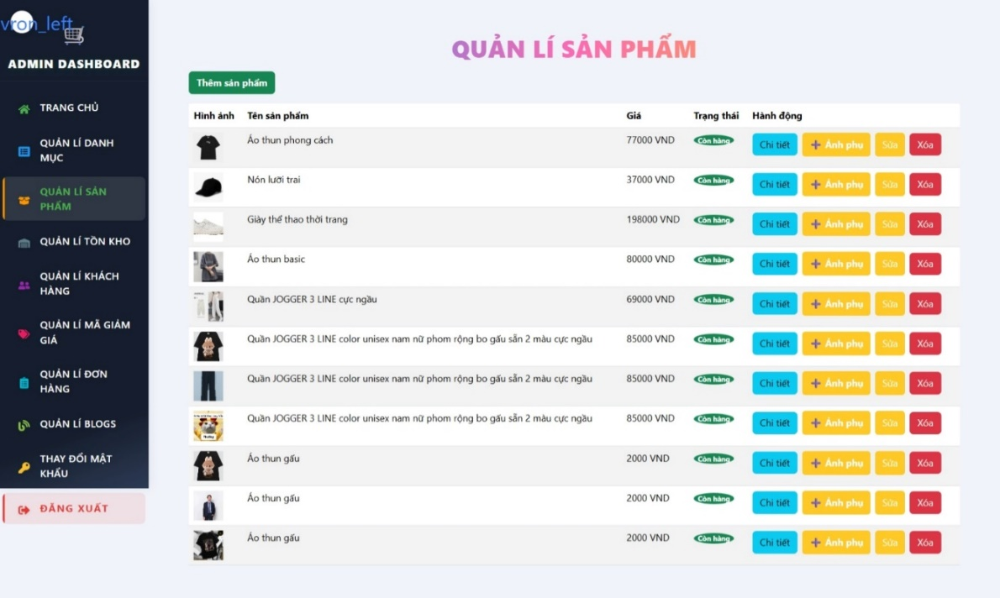 vron_left
ADMIN DASHBOARD
TRANG CHỦ
QUẢN LÍ DANH
MỤC
QUẢN LÍ SẢN
PHẨM
QUẢN LÍ TỒN KHO
QUẢN LÍ KHÁCH
HÀNG
QUẢN LÍ MÃ GIẢM
GIÁ
QUẢN LÍ ĐƠN
HÀNG
QUẢN LÍ BLOGS
THAY ĐỔI MẬT
KHẨU
ĐĂNG XUẤT
QUẢN LÍ SẢN PHẨM
Thêm sản phẩm
Hình ảnh Tên sản phẩm Giá Trạng thái Hành động
Áo thun phong cách 77000 VND Còn hàng Chi tiết + Ảnh phụ Sửa Xóa
Nón lưỡi trai 37000 VND Còn hàng Chi tiết + Ảnh phụ Sửa Xóa
Giày thể thao thời trang 198000 VND Còn hàng Chi tiết + Ảnh phụ Sửa Xóa
Áo thun basic 80000 VND Còn hàng Chi tiết + Ảnh phụ Sửa Xóa
Quần JOGGER 3 LINE cực ngầu 69000 VND Còn hàng Chi tiết + Ảnh phụ Sửa Xóa
Quần JOGGER 3 LINE color unisex nam nữ phom rộng bo gấu sẵn 2 màu cực ngầu 85000 VND Còn hàng Chi tiết + Ảnh phụ Sửa Xóa
Quần JOGGER 3 LINE color unisex nam nữ phom rộng bo gấu sẵn 2 màu cực ngầu 85000 VND Còn hàng Chi tiết + Ảnh phụ Sửa Xóa
Quần JOGGER 3 LINE color unisex nam nữ phom rộng bo gấu sẵn 2 màu cực ngầu 85000 VND Còn hàng Chi tiết + Ảnh phụ Sửa Xóa
Áo thun gấu 2000 VND Còn hàng Chi tiết + Ảnh phụ Sửa Xóa
Áo thun gấu 2000 VND Còn hàng Chi tiết + Ảnh phụ Sửa Xóa
Áo thun gấu 2000 VND Còn hàng Chi tiết + Ảnh phụ Sửa Xóa